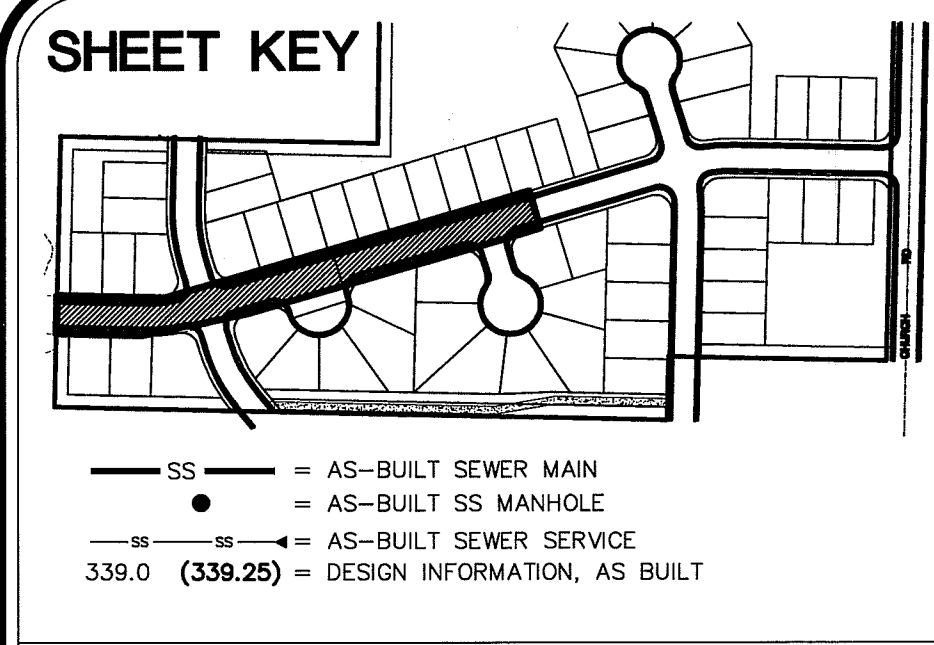 SHEET KEY
CHURCH RD
SS = AS-BUILT SEWER MAIN
= AS-BUILT SS MANHOLE
SS SS = AS-BUILT SEWER SERVICE
339.0 (339.25) = DESIGN INFORMATION, AS BUILT